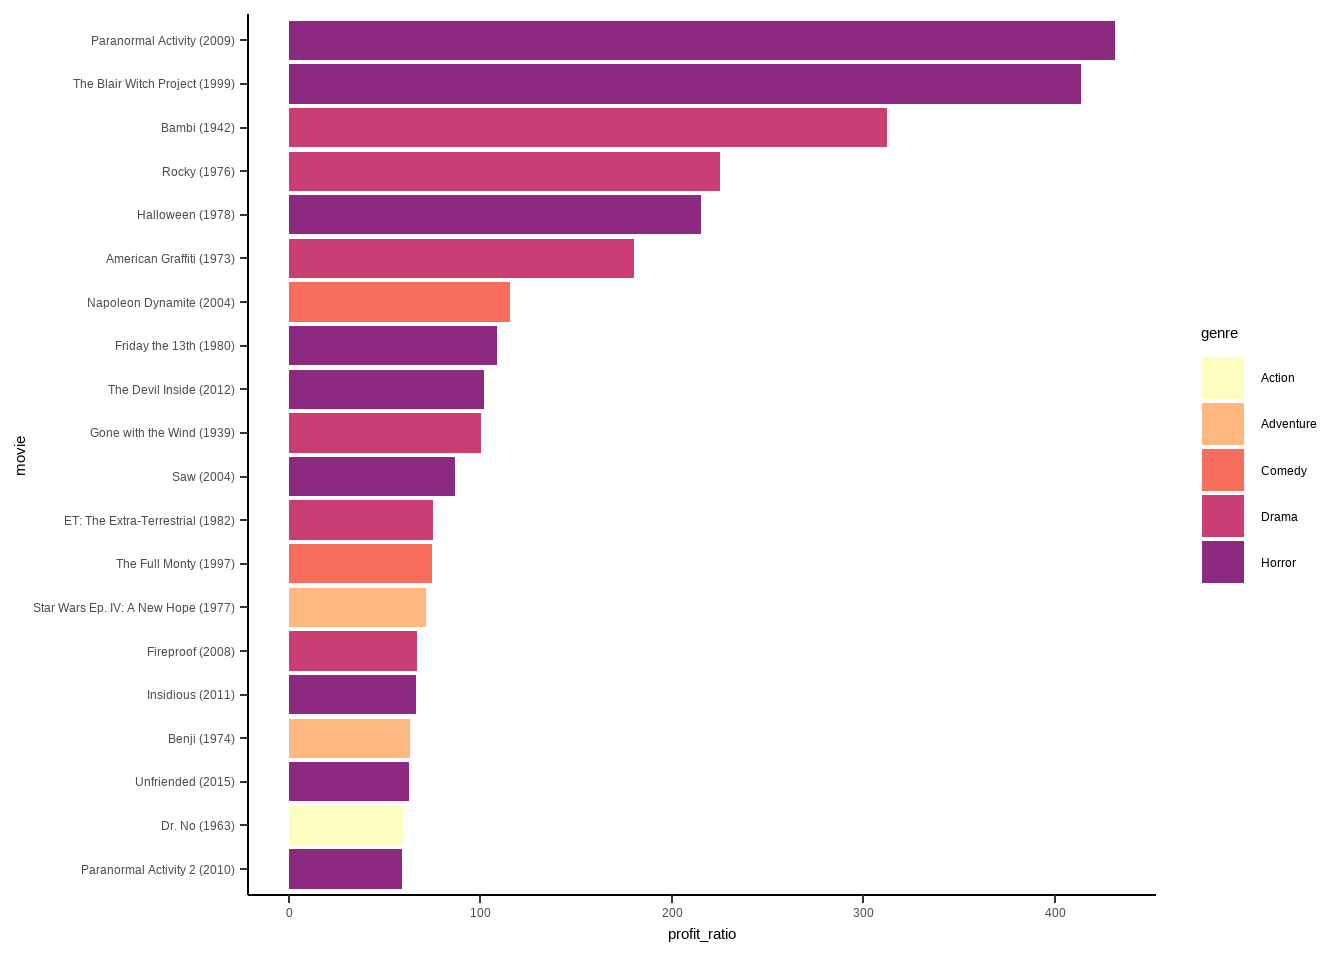 Paranormal Activity (2009)
The Blair Witch Project (1999)
Bambi (1942)
Rocky (1976)
Halloween (1978)
American Graffiti (1973)
Napoleon Dynamite (2004)
Friday the 13th (1980)
The Devil Inside (2012)
Gone with the Wind (1939)
Saw (2004)
ET: The Extra-Terrestrial (1982)
The Full Monty (1997)
Star Wars Ep. IV: A New Hope (1977)
Fireproof (2008)
Insidious (2011)
Benji (1974)
Unfriended (2015)
Dr. No (1963)
Paranormal Activity 2 (2010)
movie
0 100 200 300 400
profit_ratio
genre
Action
Adventure
Comedy
Drama
Horror